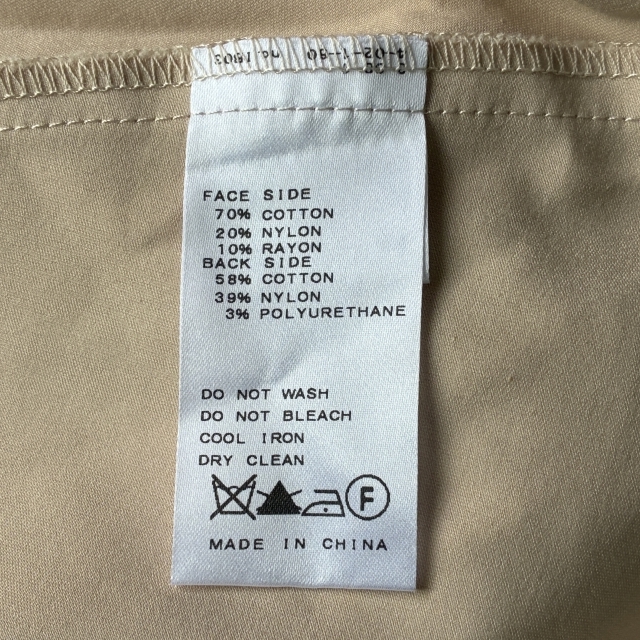 FACE SIDE
70% COTTON
20% NYLON
10% RAYON
BACK SIDE
58% COTTON
39% NYLON
3% POLYURETHANE
DO NOT WASH
DO NOT BLEACH
COOL IRON
DRY CLEAN
F
MADE IN CHINA